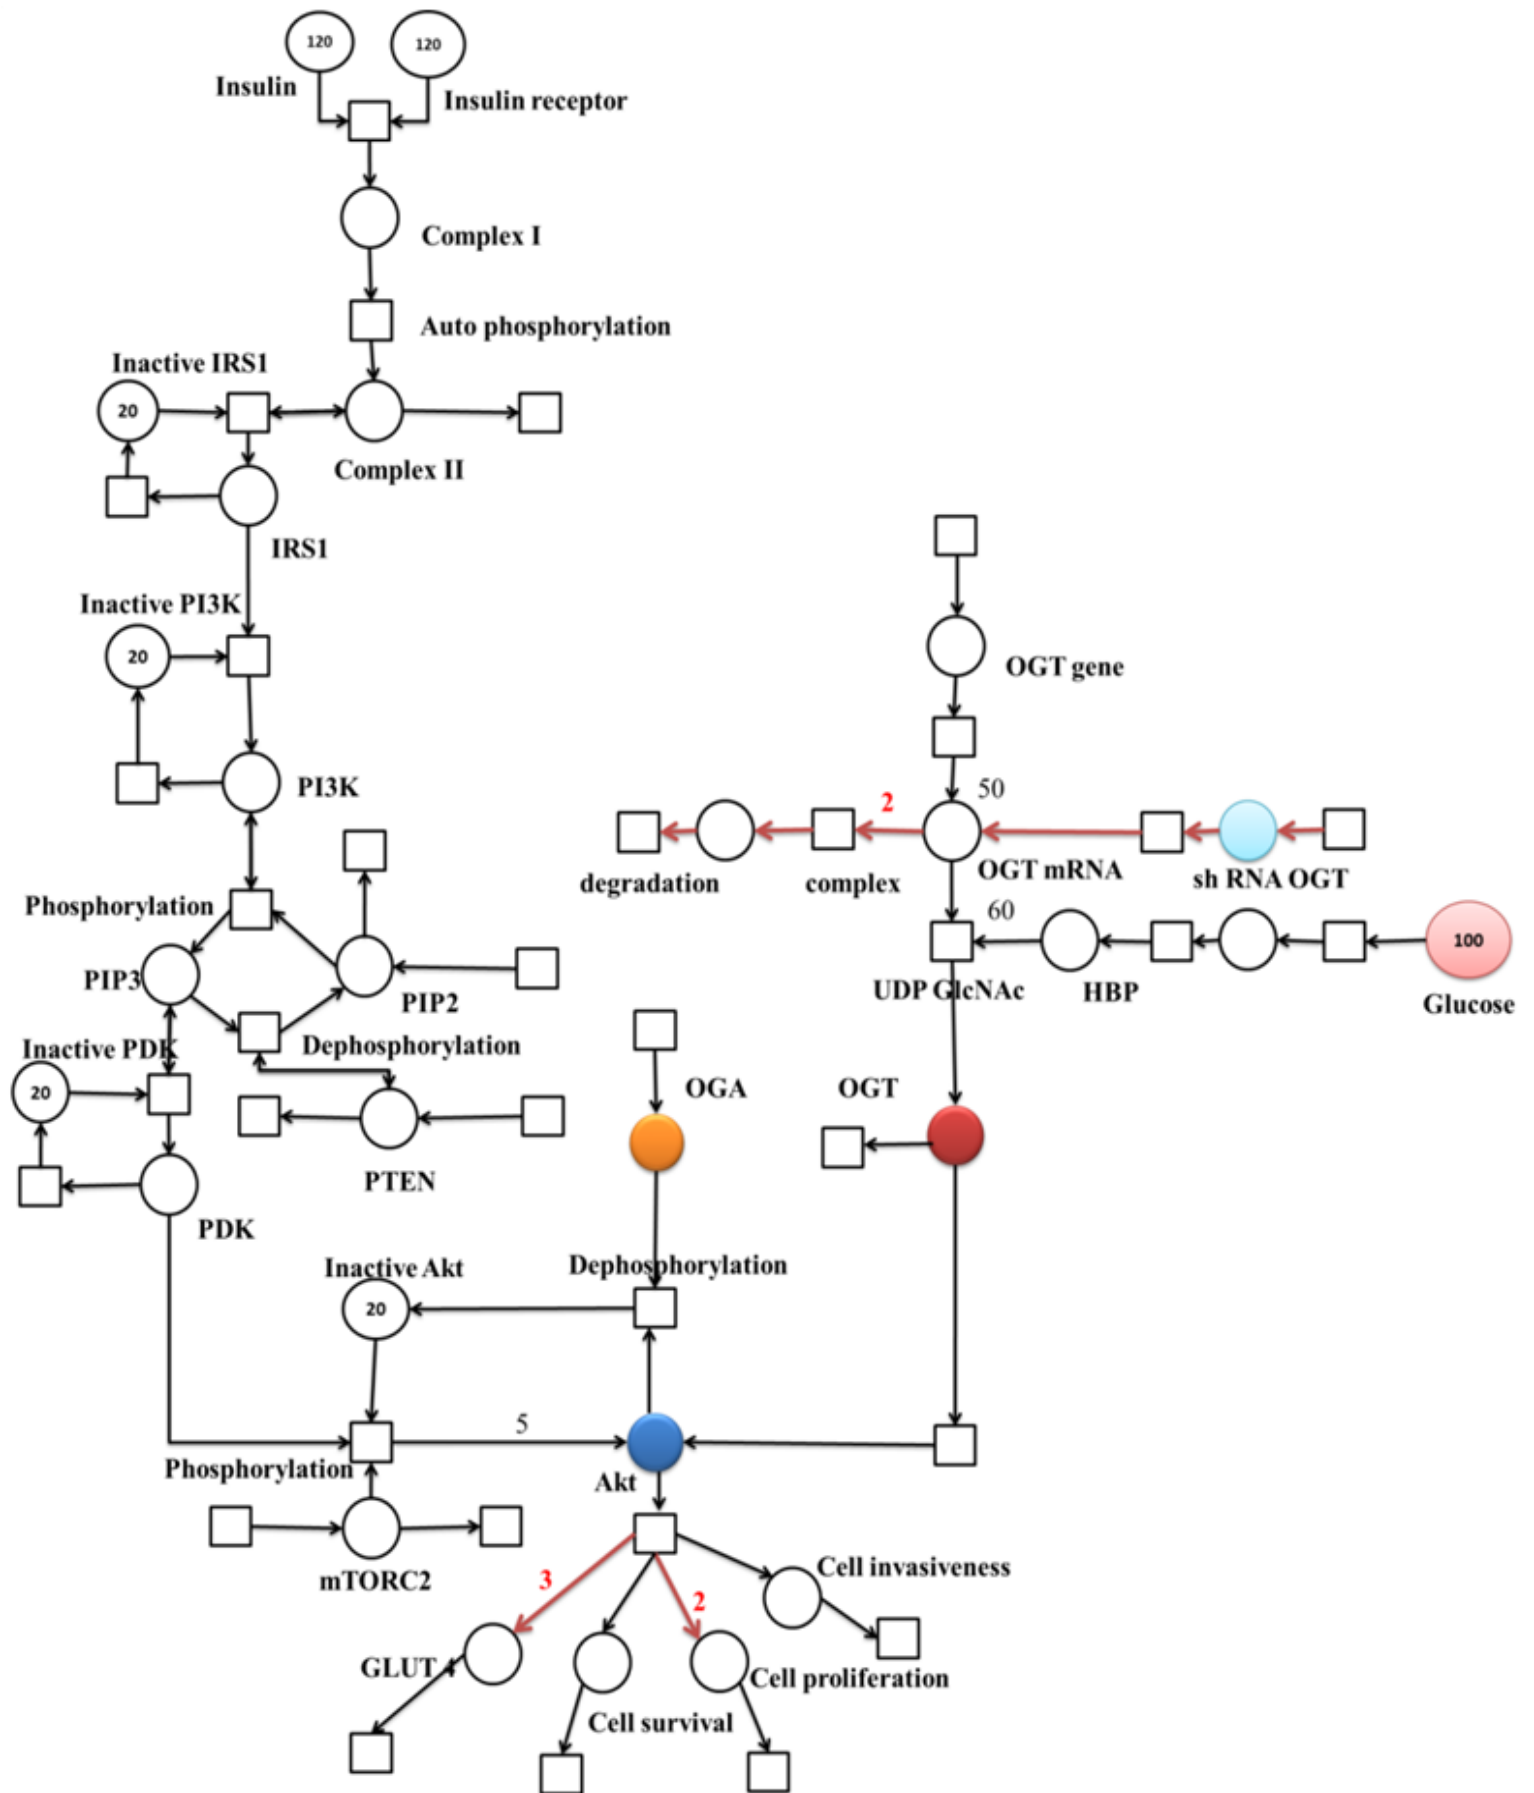 120
120
Insulin
Insulin receptor
Complex I
Auto phosphorylation
Inactive IRS1
20
Complex II
IRS1
Inactive PI3K
20
OGT gene
PI3K
50
2
degradation
complex
OGT mRNA
sh RNA OGT
Phosphorylation
60
100
PIP3
PIP2
UDP GlcNAc
HBP
Glucose
Inactive PDK
Dephosphorylation
20
OGA
OGT
PTEN
PDK
Inactive Akt
Dephosphorylation
20
5
Phosphorylation
Akt
mTORC2
3
2
Cell invasiveness
GLUT 4
Cell proliferation
Cell survival